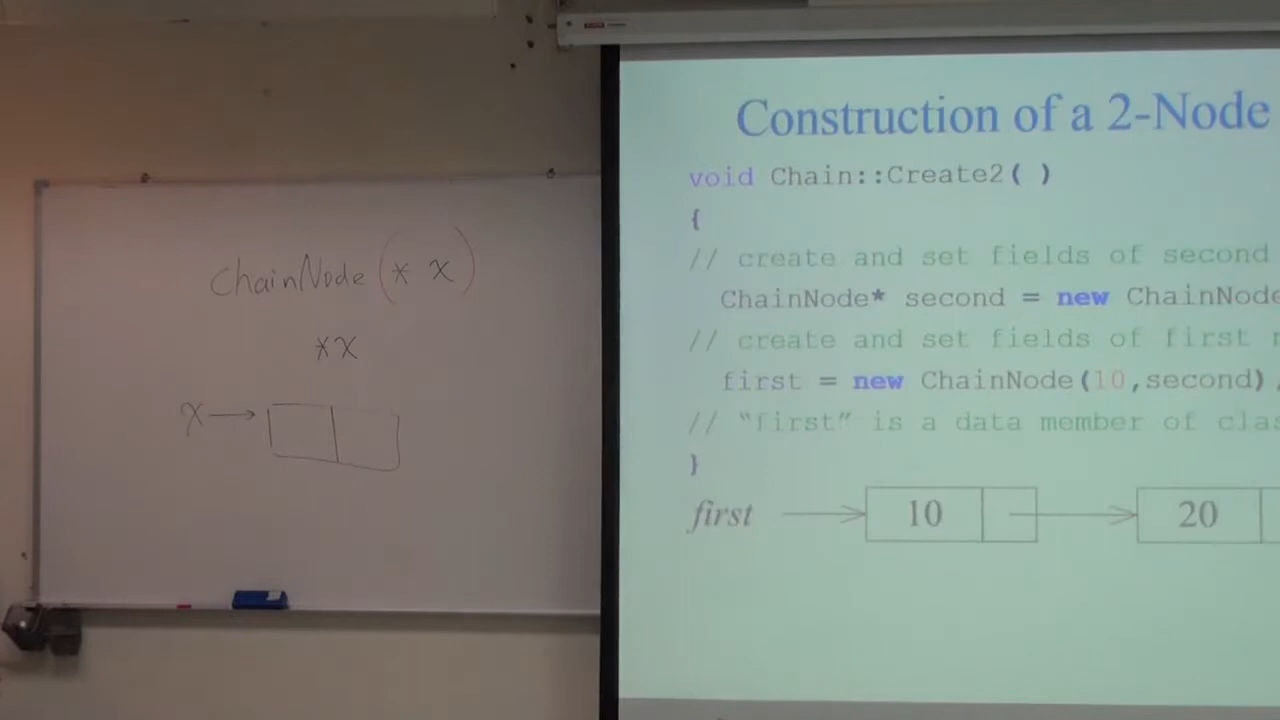 ChainNode (* x)
*x
x
Construction of a 2-Node
void Chain::Create2( )
{
// create and set fields of second
ChainNode* second = new ChainNode
// create and set fields of first
first = new ChainNode(10,second)
// “first” is a data member of
}
first 10 20